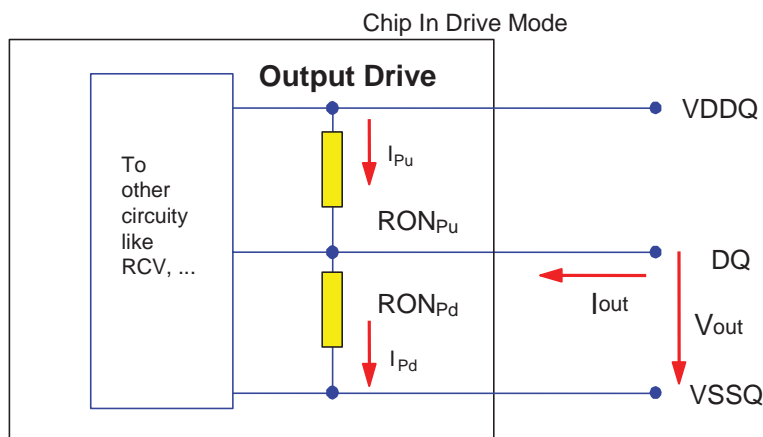 Chip In Drive Mode
Output Drive
VDDQ
To
other
circuity
like
RCV, ...
IPu
RONPu
DQ
RONPd
Iout
Vout
IPd
VSSQ